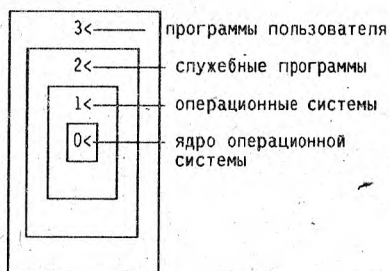 3< программы пользователя
2< служебные программы
1< операционные системы
0< ядро операционной
системы